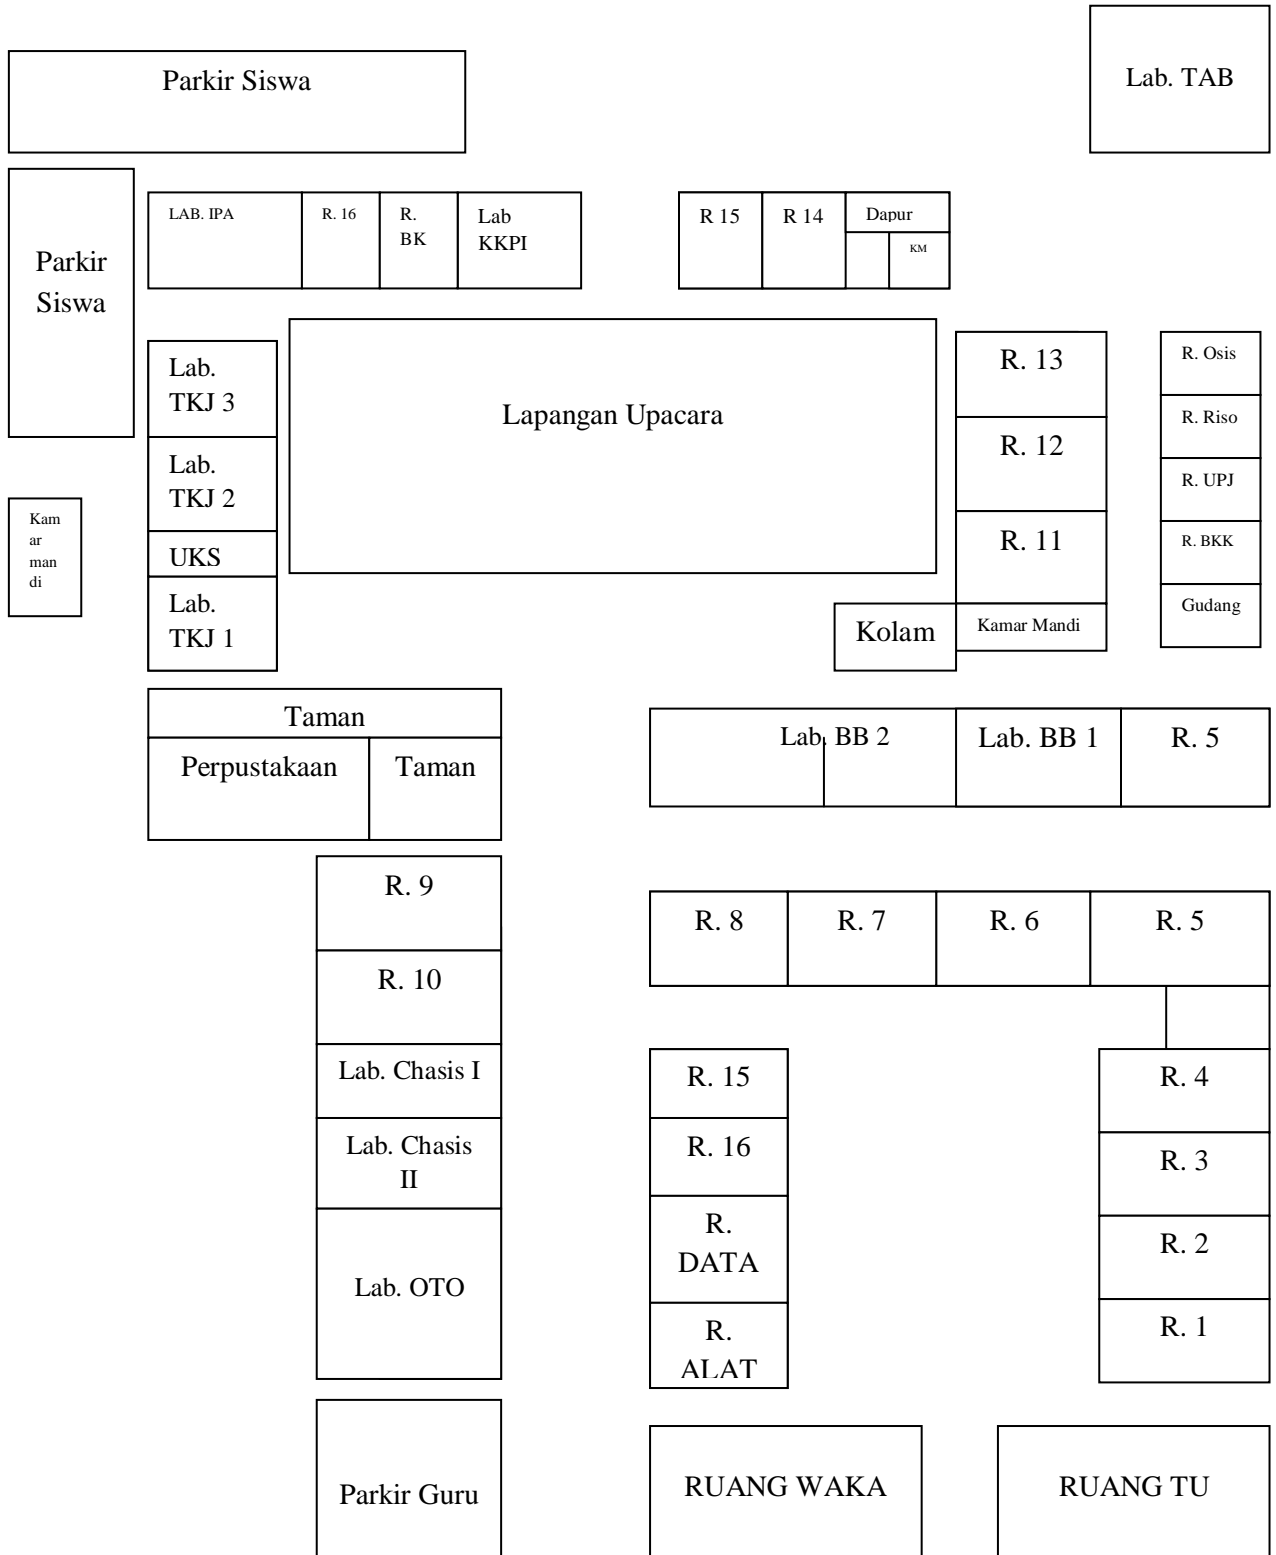 Parkir Siswa
Lab. TAB
LAB. IPA
R. 16
R.
BK
Lab
KKPI
R 15
R 14
Dapur
KM
Parkir
Siswa
Lab.
TKJ 3
Lapangan Upacara
R. 13
R. Osis
R. Riso
R. 12
Lab.
TKJ 2
R. UPJ
Kam
ar
man
di
R. 11
R. BKK
UKS
Lab.
TKJ 1
Kolam
Kamar Mandi
Gudang
Taman
Perpustakaan
Taman
Lab. BB 2
Lab. BB 1
R. 5
R. 9
R. 8
R. 7
R. 6
R. 5
R. 10
Lab. Chasis I
R. 15
R. 4
Lab. Chasis
II
R. 16
R. 3
R.
DATA
R. 2
Lab. OTO
R.
ALAT
R. 1
Parkir Guru
RUANG WAKA
RUANG TU